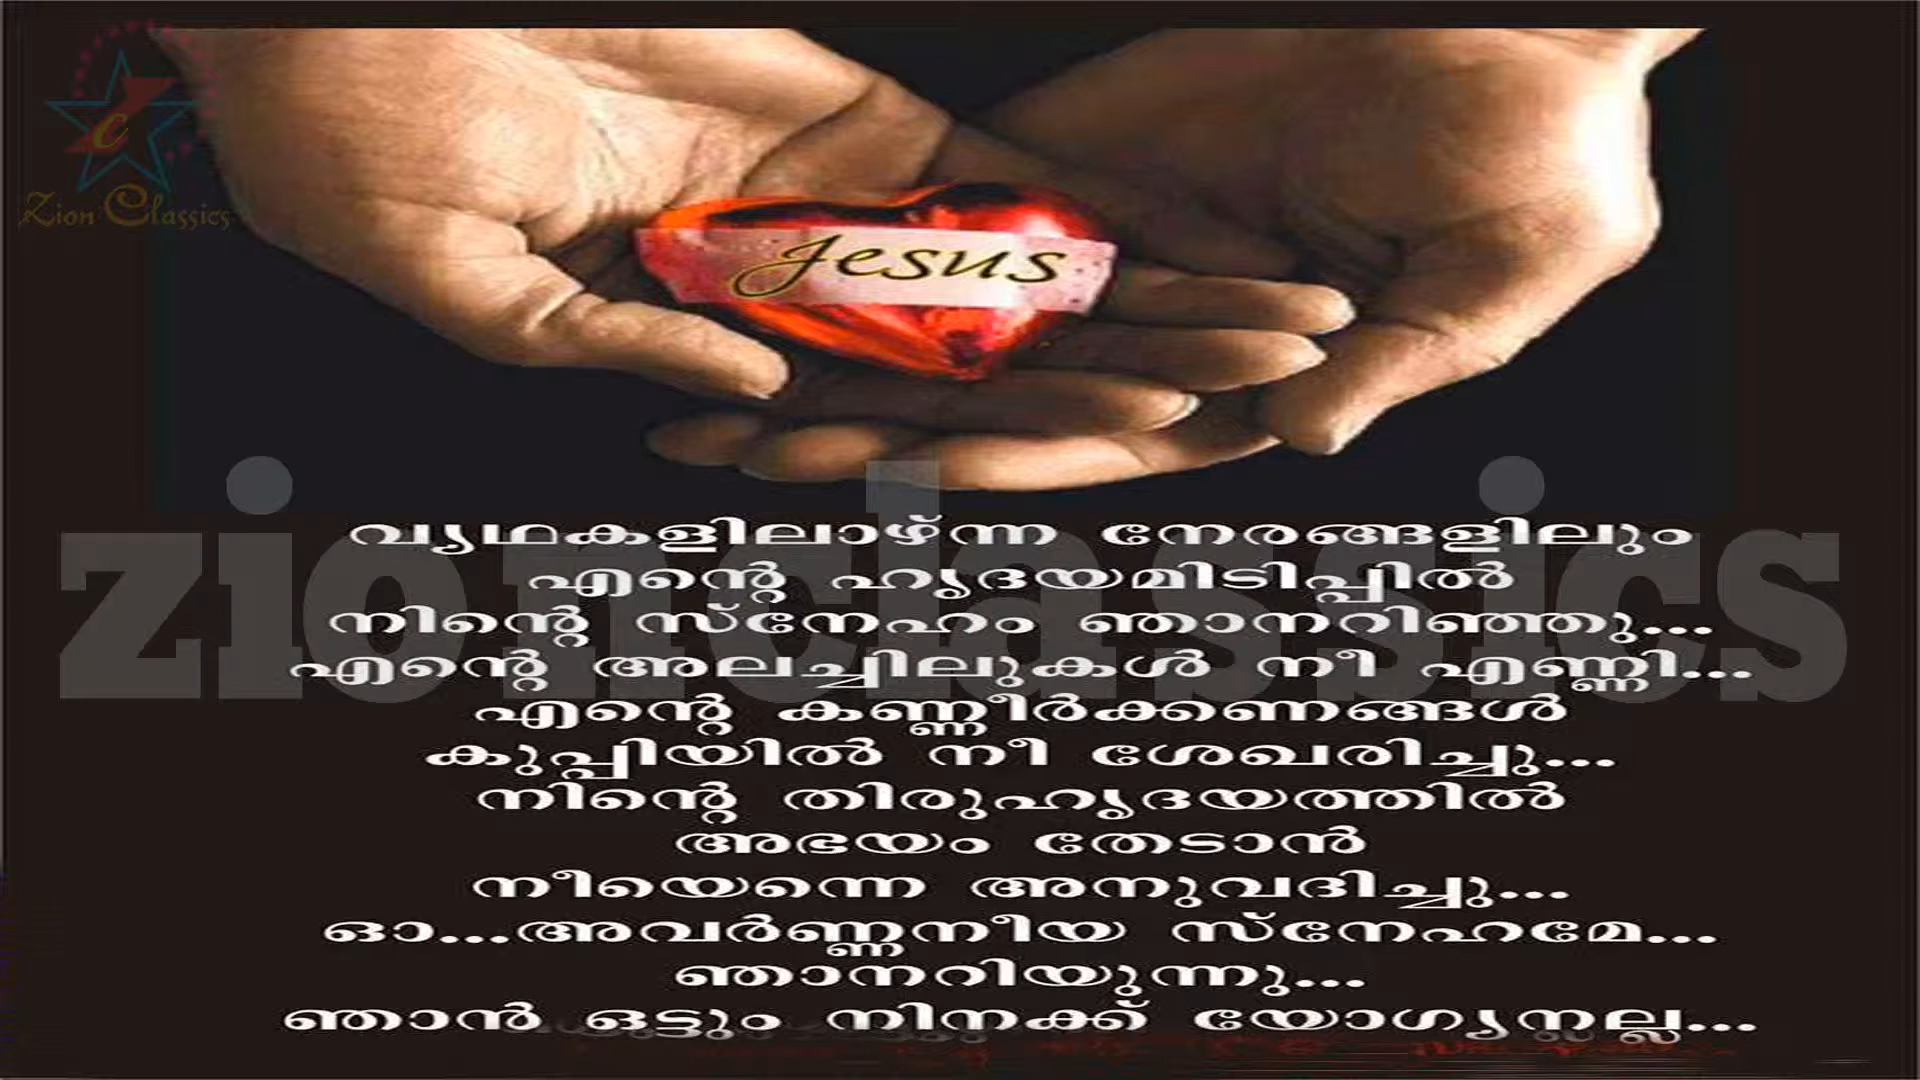 Zion Classics
Jesus
zionclassics
വ്യഥകളിലാഴ്ന്ന നേരങ്ങളിലും
എന്റെ ഹൃദയമിടിപ്പിൽ
നിന്റെ സ്നേഹം ഞാനറിഞ്ഞു...
എന്റെ അലച്ചിലുകൾ നീ എണ്ണി...
എന്റെ കണ്ണീർക്കണങ്ങൾ
കുപ്പിയിൽ നീ ശേഖരിച്ചു...
നിന്റെ തിരുഹൃദയത്തിൽ
അഭയം തേടാൻ
നീയെന്നെ അനുവദിച്ചു...
ഓ...അവർണ്ണനീയ സ്നേഹമേ...
ഞാനറിയുന്നു...
ഞാൻ ഒട്ടും നിനക്ക് യോഗ്യനല്ല...